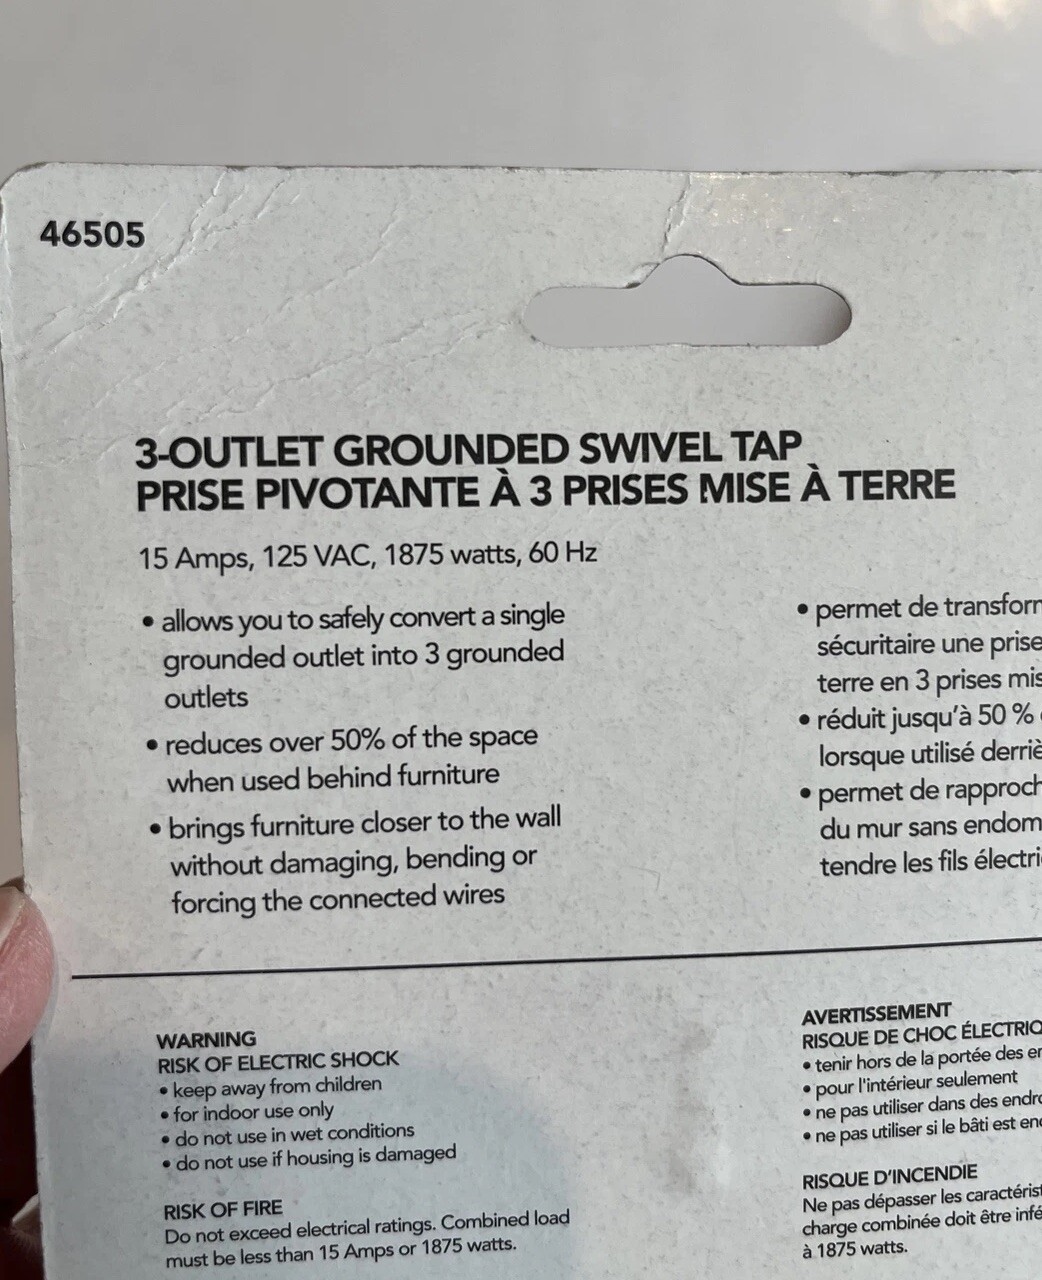 46505
3-OUTLET GROUNDED SWIVEL TAP
PRISE PIVOTANTE À 3 PRISES MISE À TERRE
15 Amps, 125 VAC, 1875 watts, 60 Hz
• allows you to safely convert a single
grounded outlet into 3 grounded
outlets
• reduces over 50% of the space
when used behind furniture
• brings furniture closer to the wall
without damaging, bending or
forcing the connected wires
• permet de
sécuritaire une prise
terre en 3 prises
• réduit jusqu'à 50 %
lorsque utilisé
• permet de
du mur sans
tendre les fils
WARNING
RISK OF ELECTRIC SHOCK
• keep away from children
• for indoor use only
• do not use in wet conditions
• do not use if housing is damaged
RISK OF FIRE
Do not exceed electrical ratings. Combined load
must be less than 15 Amps or 1875 watts.
AVERTISSEMENT
RISQUE DE CHOC
• tenir hors de la portée des
• pour l'intérieur seulement
• ne pas utiliser dans des
• ne pas utiliser si le bâti est
RISQUE D'INCENDIE
Ne pas dépasser les
charge combinée doit être
à 1875 watts.